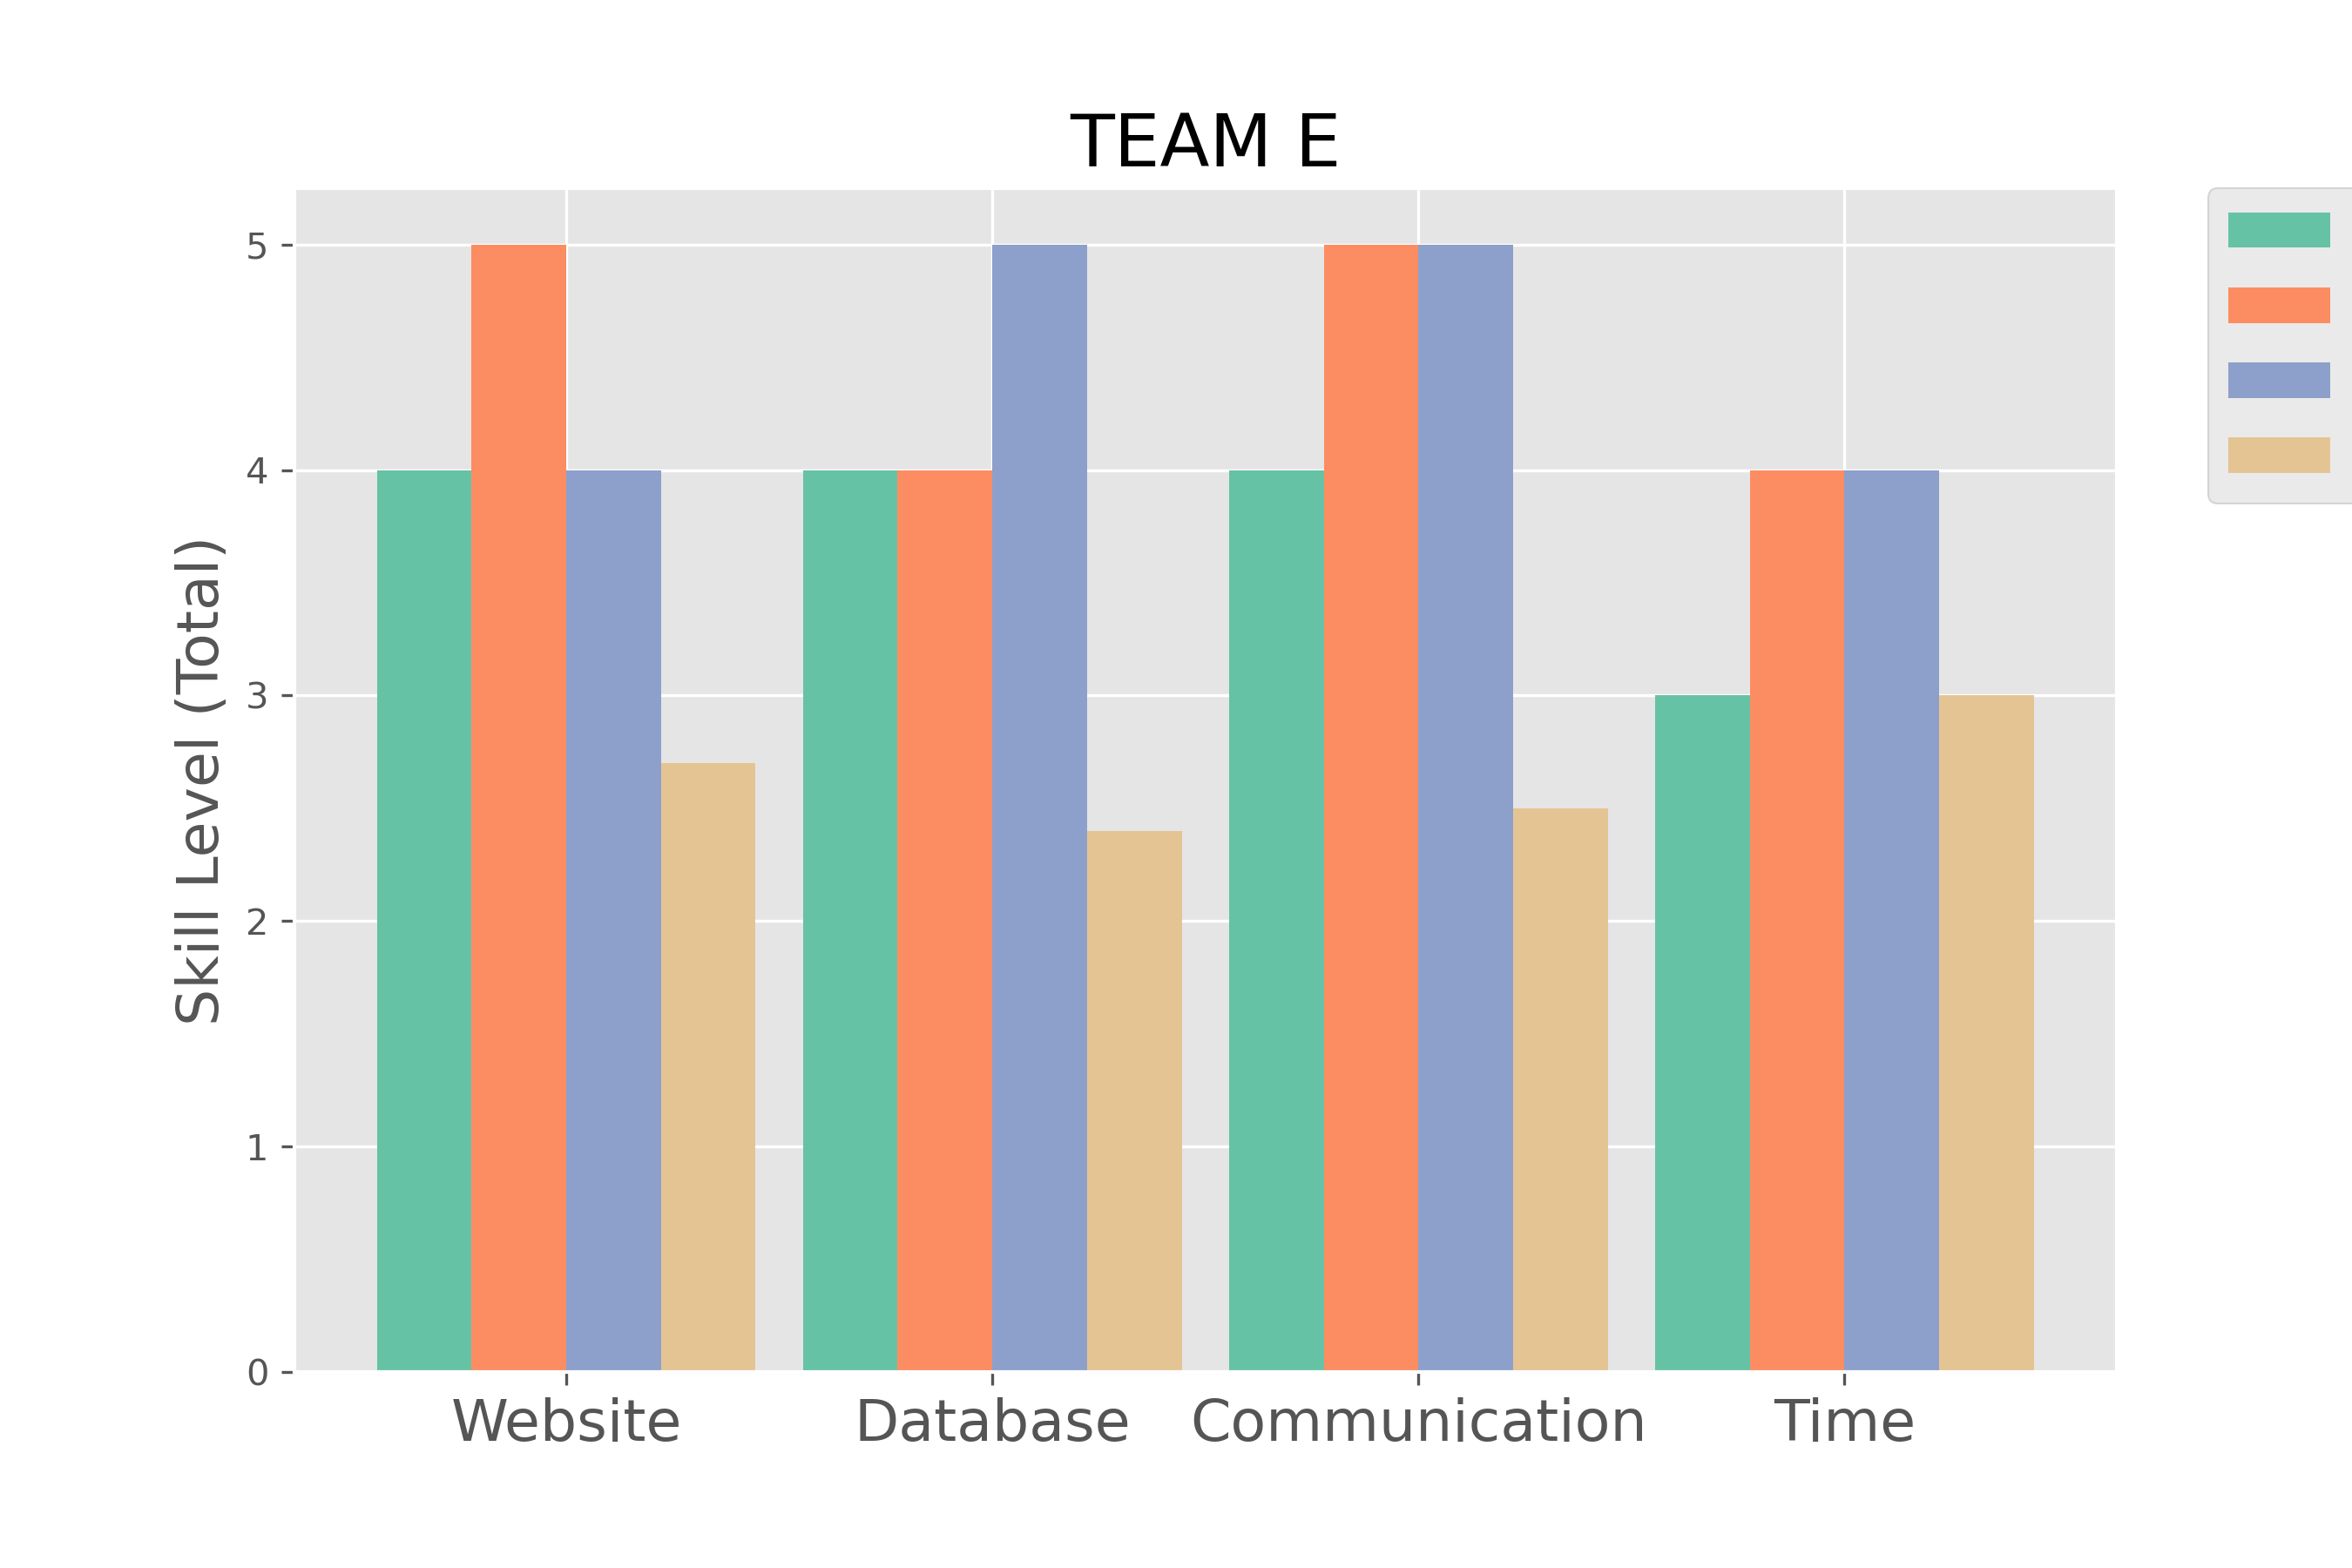 TEAM E
Skill Level (Total)
5
4
3
2
1
0
Website
Database
Communication
Time